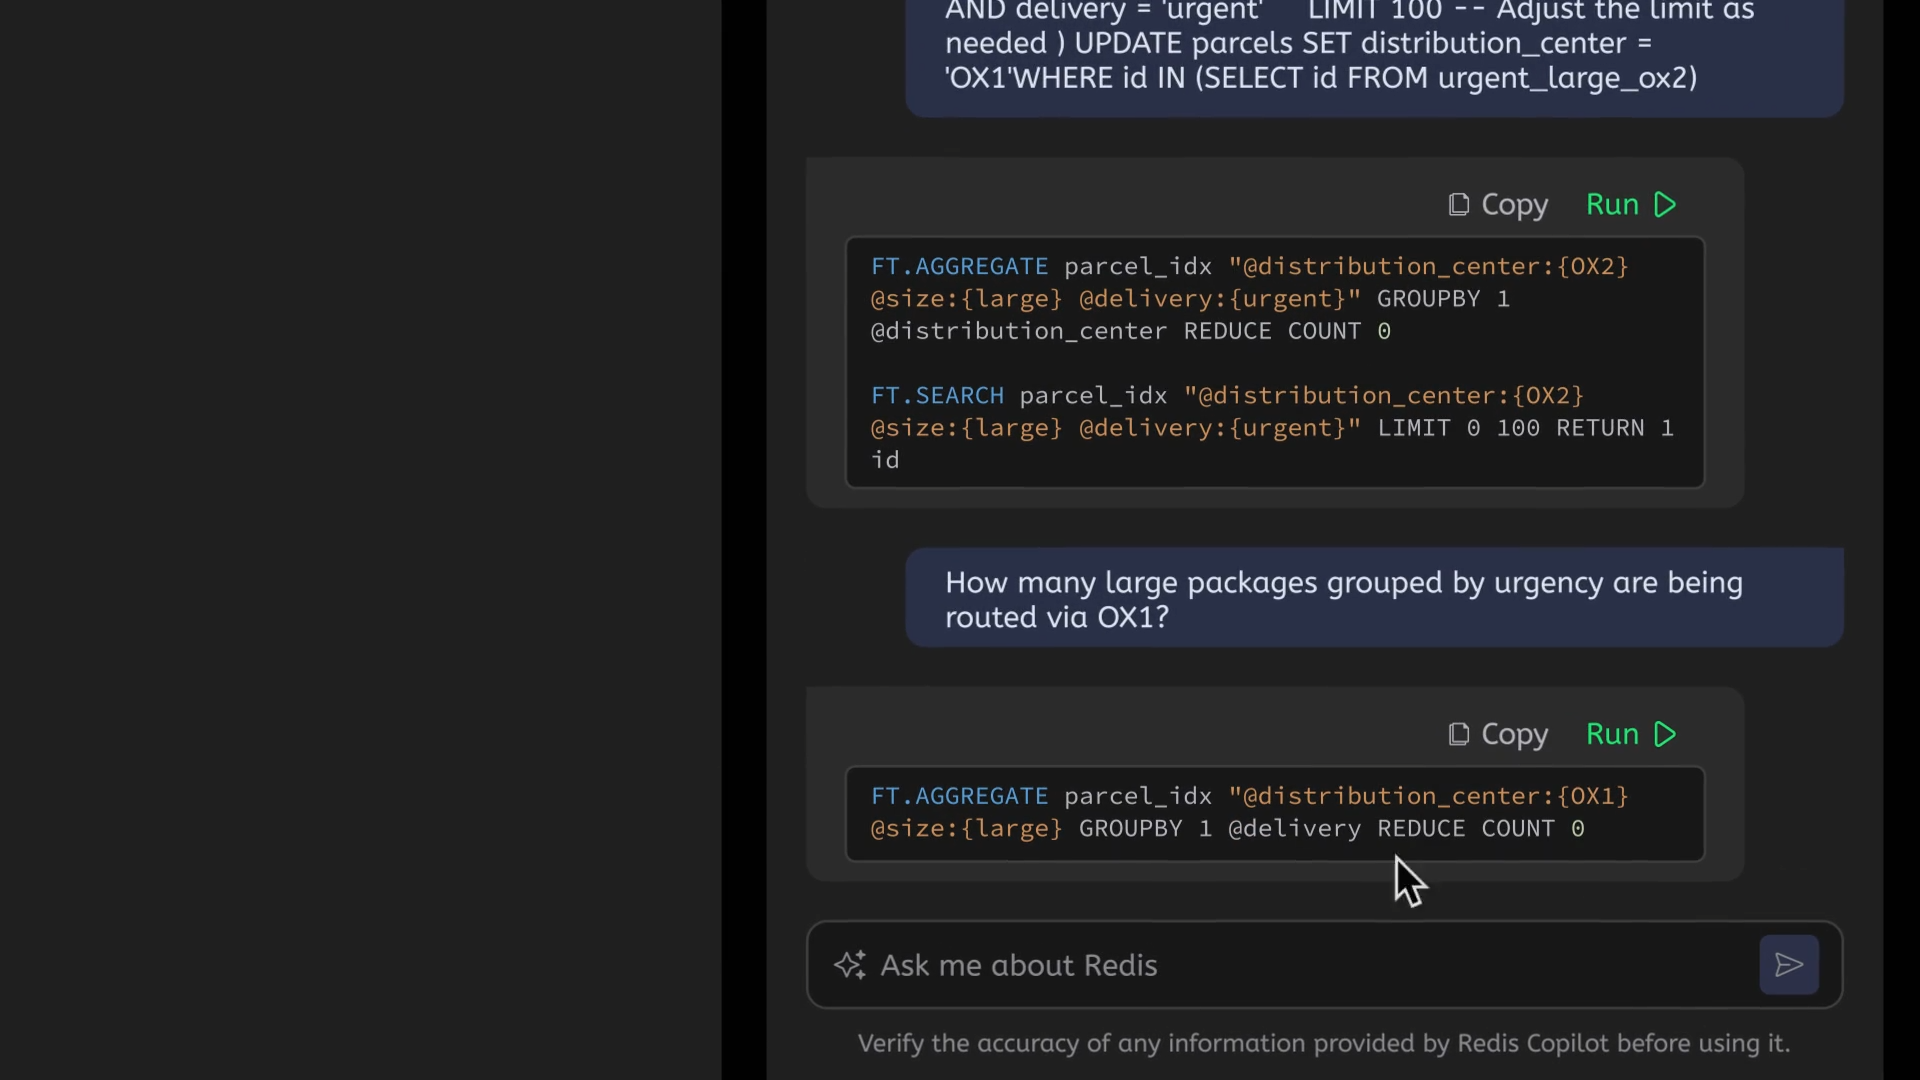 AND delivery = 'urgent'     LIMIT 100 -- Adjust the limit as
needed ) UPDATE parcels SET distribution_center =
'OX1'WHERE id IN (SELECT id FROM urgent_large_ox2)
Copy Run
FT.AGGREGATE parcel_idx "@distribution_center:{OX2}
@size:{large} @delivery:{urgent}" GROUPBY 1
@distribution_center REDUCE COUNT 0
FT.SEARCH parcel_idx "@distribution_center:{OX2}
@size:{large} @delivery:{urgent}" LIMIT 0 100 RETURN 1
id
How many large packages grouped by urgency are being
routed via OX1?
Copy Run
FT.AGGREGATE parcel_idx "@distribution_center:{OX1}
@size:{large} GROUPBY 1 @delivery REDUCE COUNT 0
Ask me about Redis
Verify the accuracy of any information provided by Redis Copilot before using it.